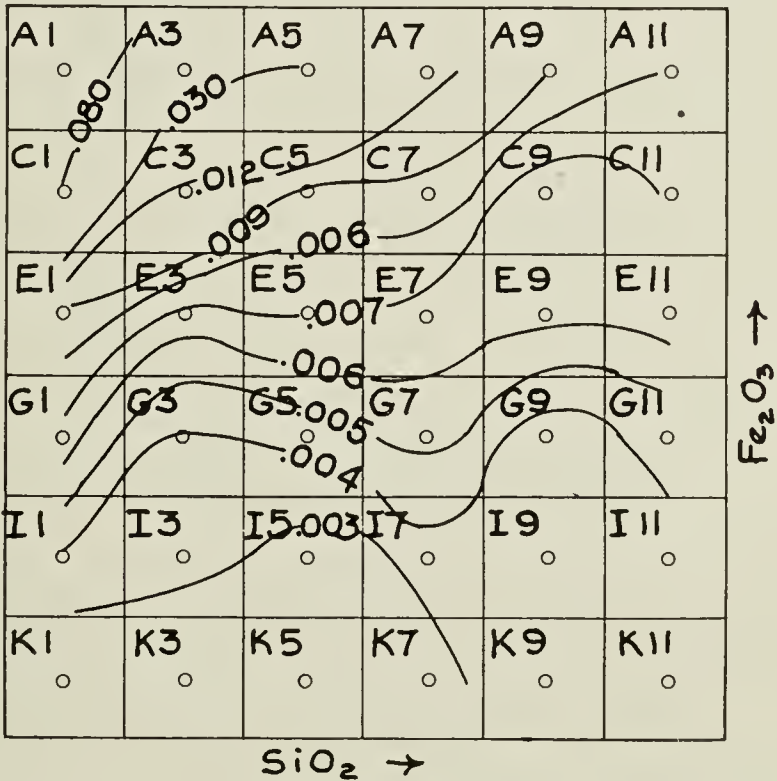 A1 A3 A5 A7 A9 A11
.080
.030
C1 C3 C5 C7 C9 C11
.012
.009
.006
E1 E3 E5 E7 E9 E11
.007
.006
G1 G3 G5 G7 G9 G11
.005
.004
I1 I3 I5 .003 I7 I9 I11
K1 K3 K5 K7 K9 K11
SiO2 →
Fe2O3 →